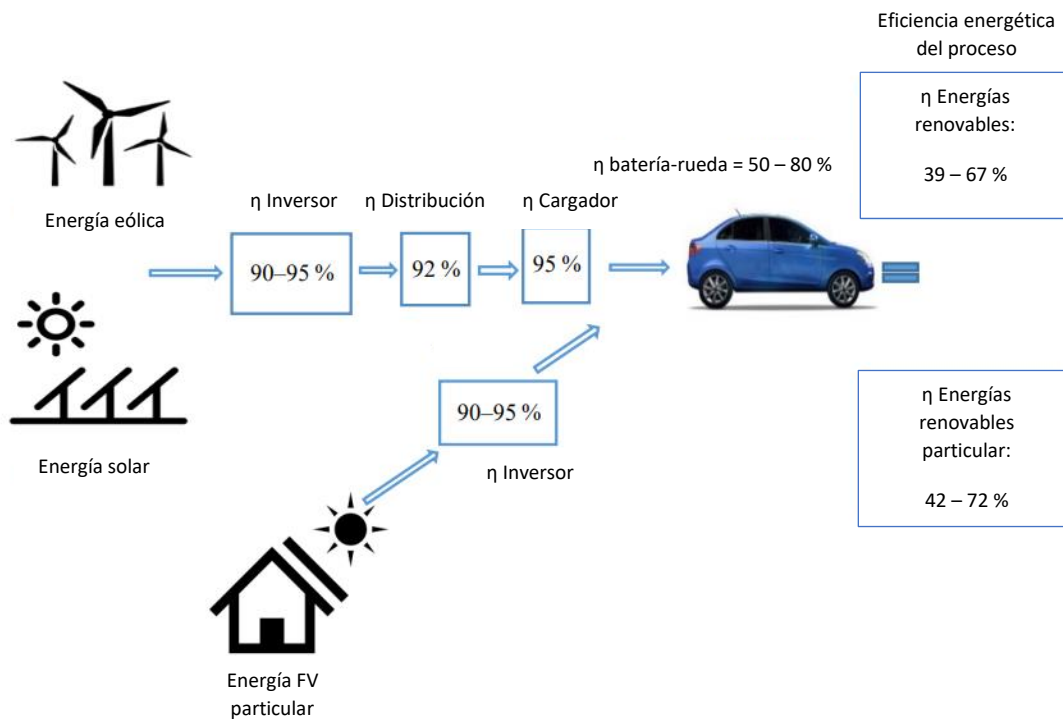 Eficiencia energética
del proceso
η Energías
renovables:
39 – 67 %
η batería-rueda = 50 – 80 %
Energía eólica
η Inversor
η Distribución
η Cargador
90–95 %
92 %
95 %
Energía solar
90–95 %
η Inversor
η Energías
renovables
particular:
42 – 72 %
Energía FV
particular